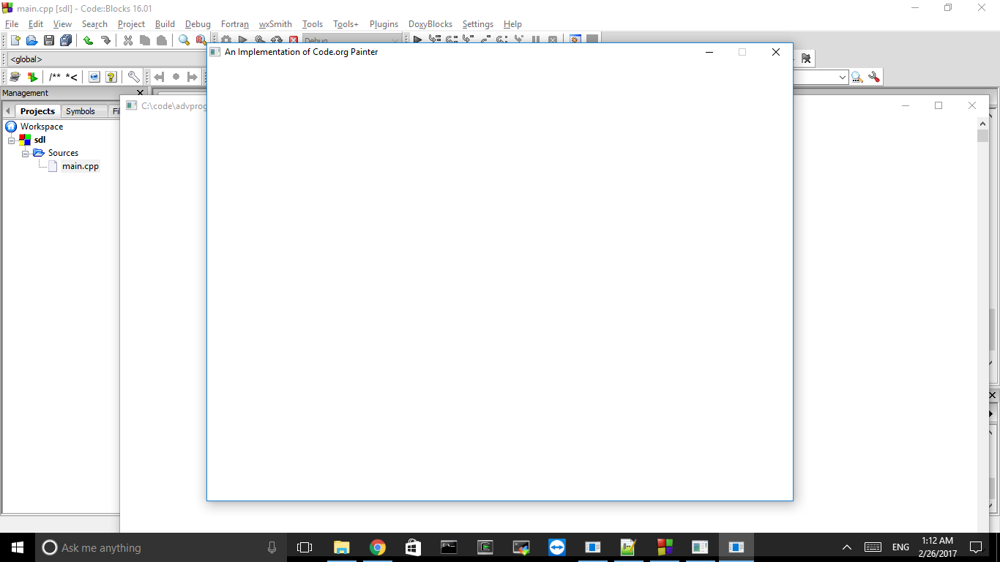 main.cpp [sdl] - Code::Blocks 16.01
File Edit View Search Project Build Debug Fortran wxSmith Tools Tools+ Plugins DoxyBlocks Settings Help
Debug
An Implementation of Code.org Painter
<global>
/** *<
Management
Projects Symbols
C:\code\advprog
Workspace
sdl
Sources
main.cpp
Ask me anything
ENG
1:12 AM
2/26/2017